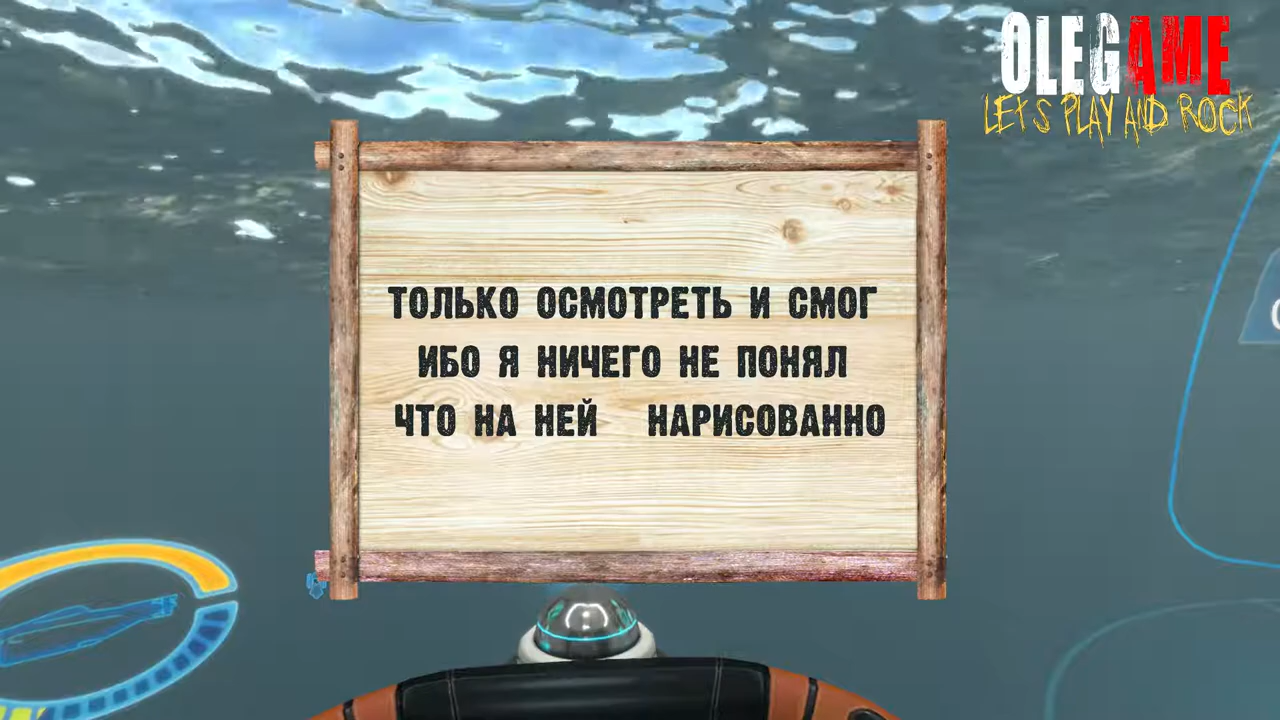 OLEGAME
LET'S PLAY AND ROCK
ТОЛЬКО ОСМОТРЕТЬ И СМОГ
ИБО Я НИЧЕГО НЕ ПОНЯЛ
ЧТО НА НЕЙ НАРИСОВАННО